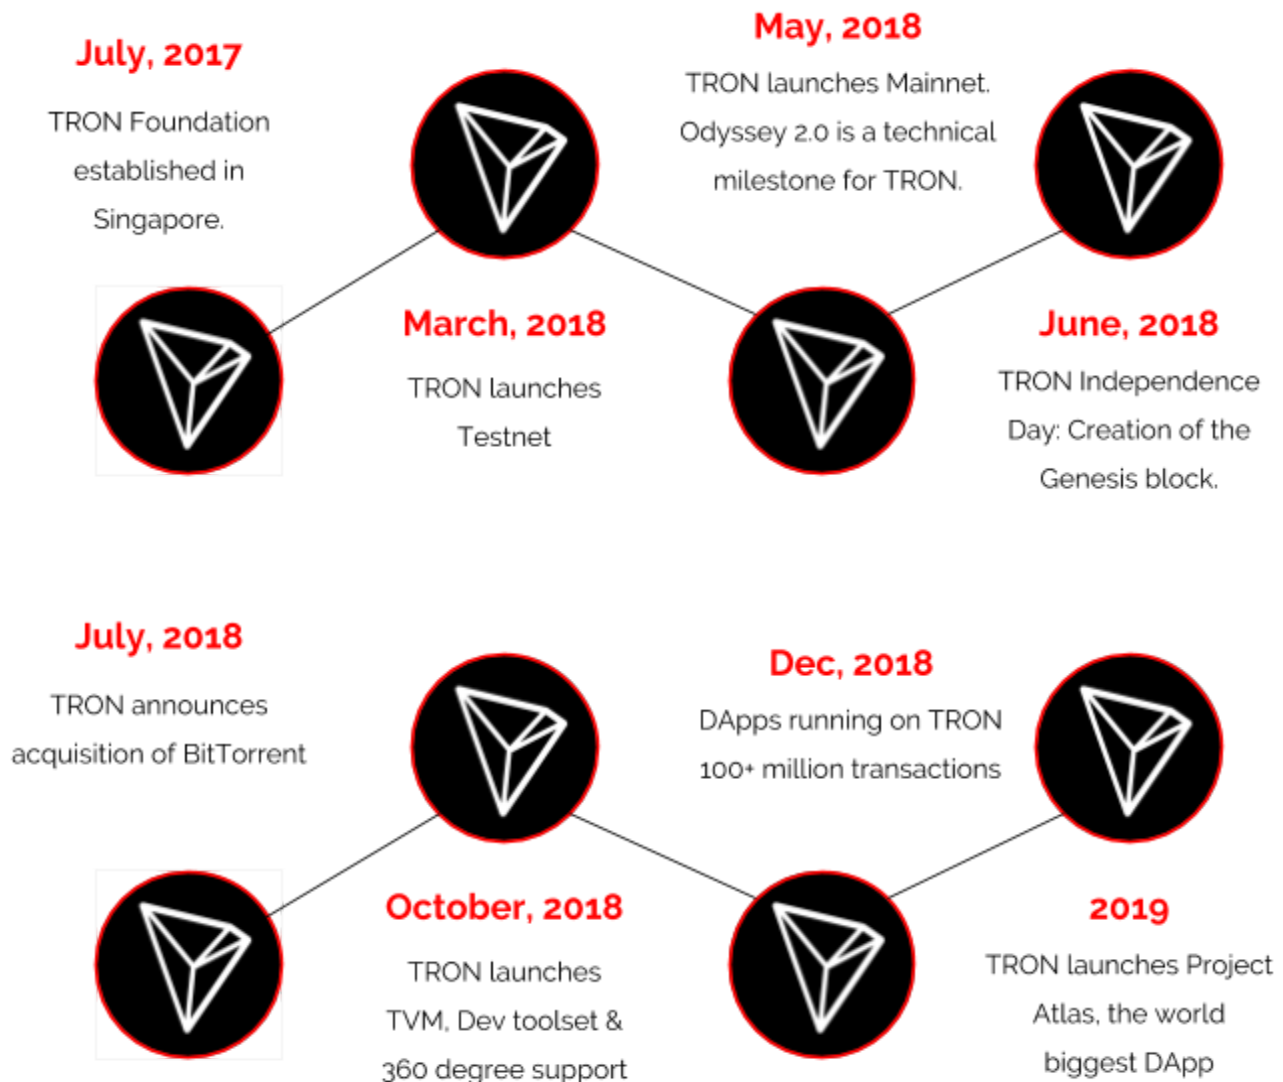 July, 2017
TRON Foundation
established in
Singapore.
March, 2018
TRON launches
Testnet
May, 2018
TRON launches Mainnet.
Odyssey 2.0 is a technical
milestone for TRON.
June, 2018
TRON Independence
Day: Creation of the
Genesis block.
July, 2018
TRON announces
acquisition of BitTorrent
October, 2018
TRON launches
TVM, Dev toolset &
360 degree support
Dec, 2018
DApps running on TRON
100+ million transactions
2019
TRON launches Project
Atlas, the world
biggest DApp